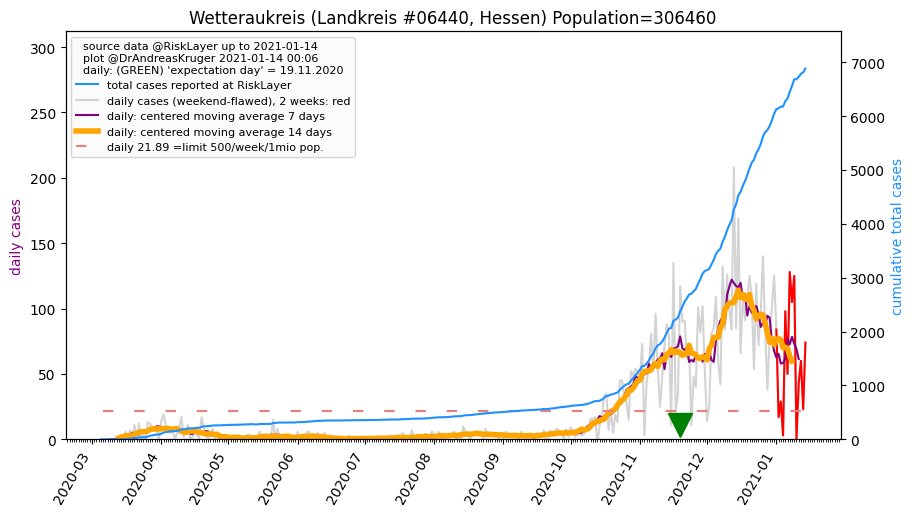 Wetteraukreis (Landkreis #06440, Hessen) Population=306460
source data @RiskLayer up to 2021-01-14
plot @DrAndreasKruger 2021-01-14 00:06
daily: (GREEN) 'expectation day' = 19.11.2020
total cases reported at RiskLayer
daily cases (weekend-flawed), 2 weeks: red
daily: centered moving average 7 days
daily: centered moving average 14 days
daily 21.89 =limit 500/week/1mio pop.
daily cases
300
250
200
150
100
50
0
cumulative total cases
7000
6000
5000
4000
3000
2000
1000
0
2020-03
2020-04
2020-05
2020-06
2020-07
2020-08
2020-09
2020-10
2020-11
2020-12
2021-01